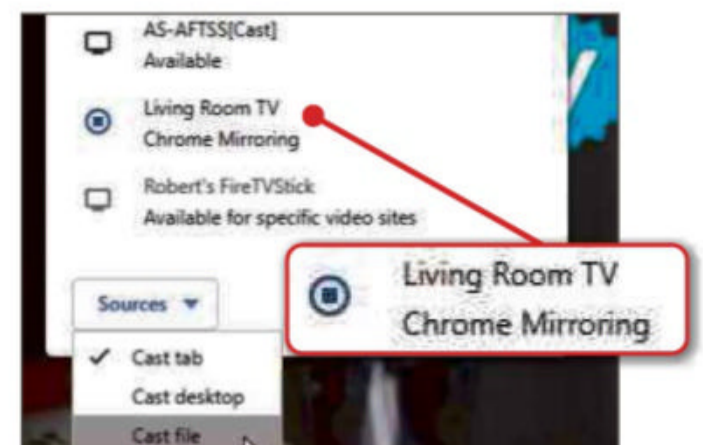 AS-AFTSS[Cast]
Available
Living Room TV
Chrome Mirroring
Robert's FireTVStick
Available for specific video sites
Living Room TV
Chrome Mirroring
Sources
Cast tab
Cast desktop
Cast file